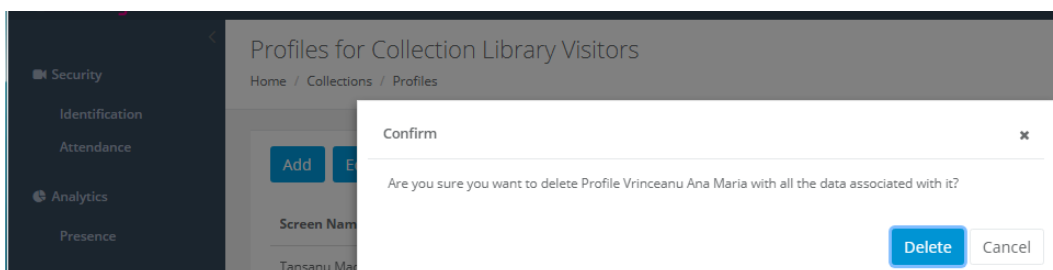 Profiles for Collection Library Visitors
Home / Collections / Profiles
Security
Identification
Attendance
Analytics
Presence
Add
Screen Nam
Confirm
Are you sure you want to delete Profile Vrinceanu Ana Maria with all the data associated with it?
Delete Cancel